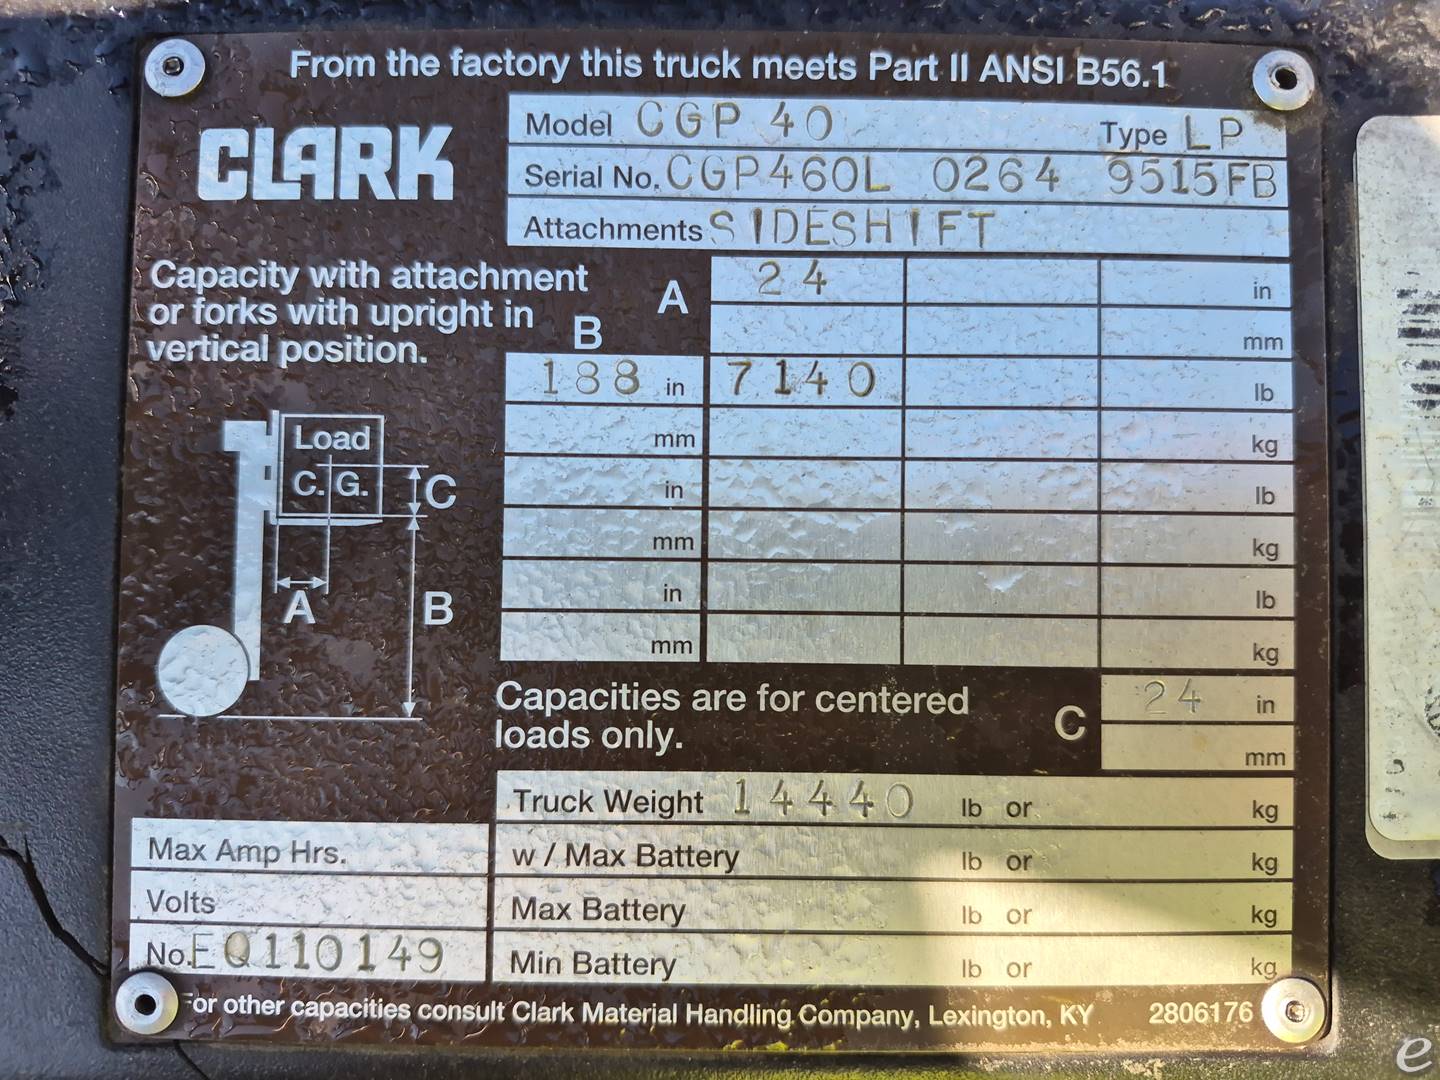 From the factory this truck meets Part II ANSI B56.1
CLARK
Model CGP 40 Type LP
Serial No. CGP460L 0264 9515FB
Attachments SIDESHIFT
Capacity with attachment
or forks with upright in
vertical position.
A 24 in
mm
B
188 in 7140 lb
mm kg
in lb
mm kg
in lb
mm kg
Load
C. G.
C
A
B
Capacities are for centered
loads only.
C 24 in
mm
Truck Weight 14440 lb or kg
w / Max Battery lb or kg
Max Battery lb or kg
Min Battery lb or kg
Max Amp Hrs.
Volts
No. EQ110149
For other capacities consult Clark Material Handling Company, Lexington, KY 2806176
e